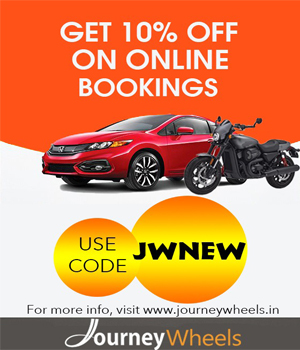 GET 10% OFF
ON ONLINE
BOOKINGS
USE
CODE
JWNEW
For more info, visit www.journeywheels.in
JourneyWheels